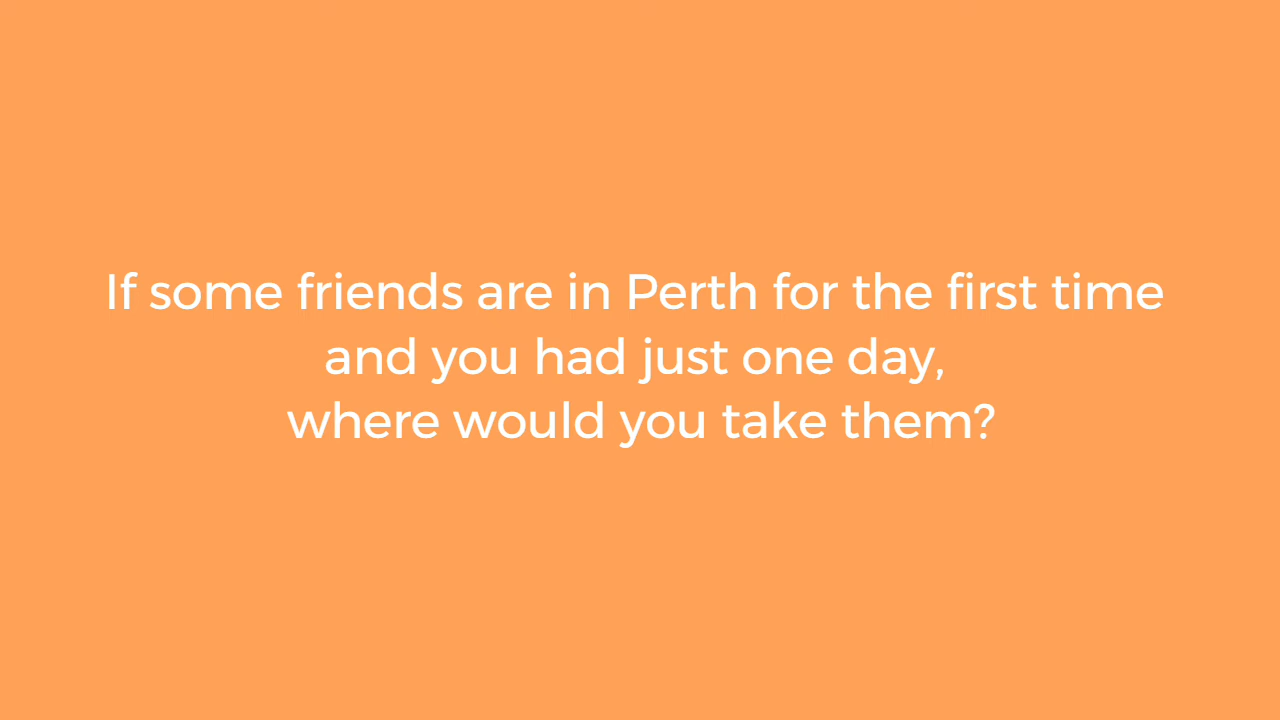 If some friends are in Perth for the first time
and you had just one day,
where would you take them?